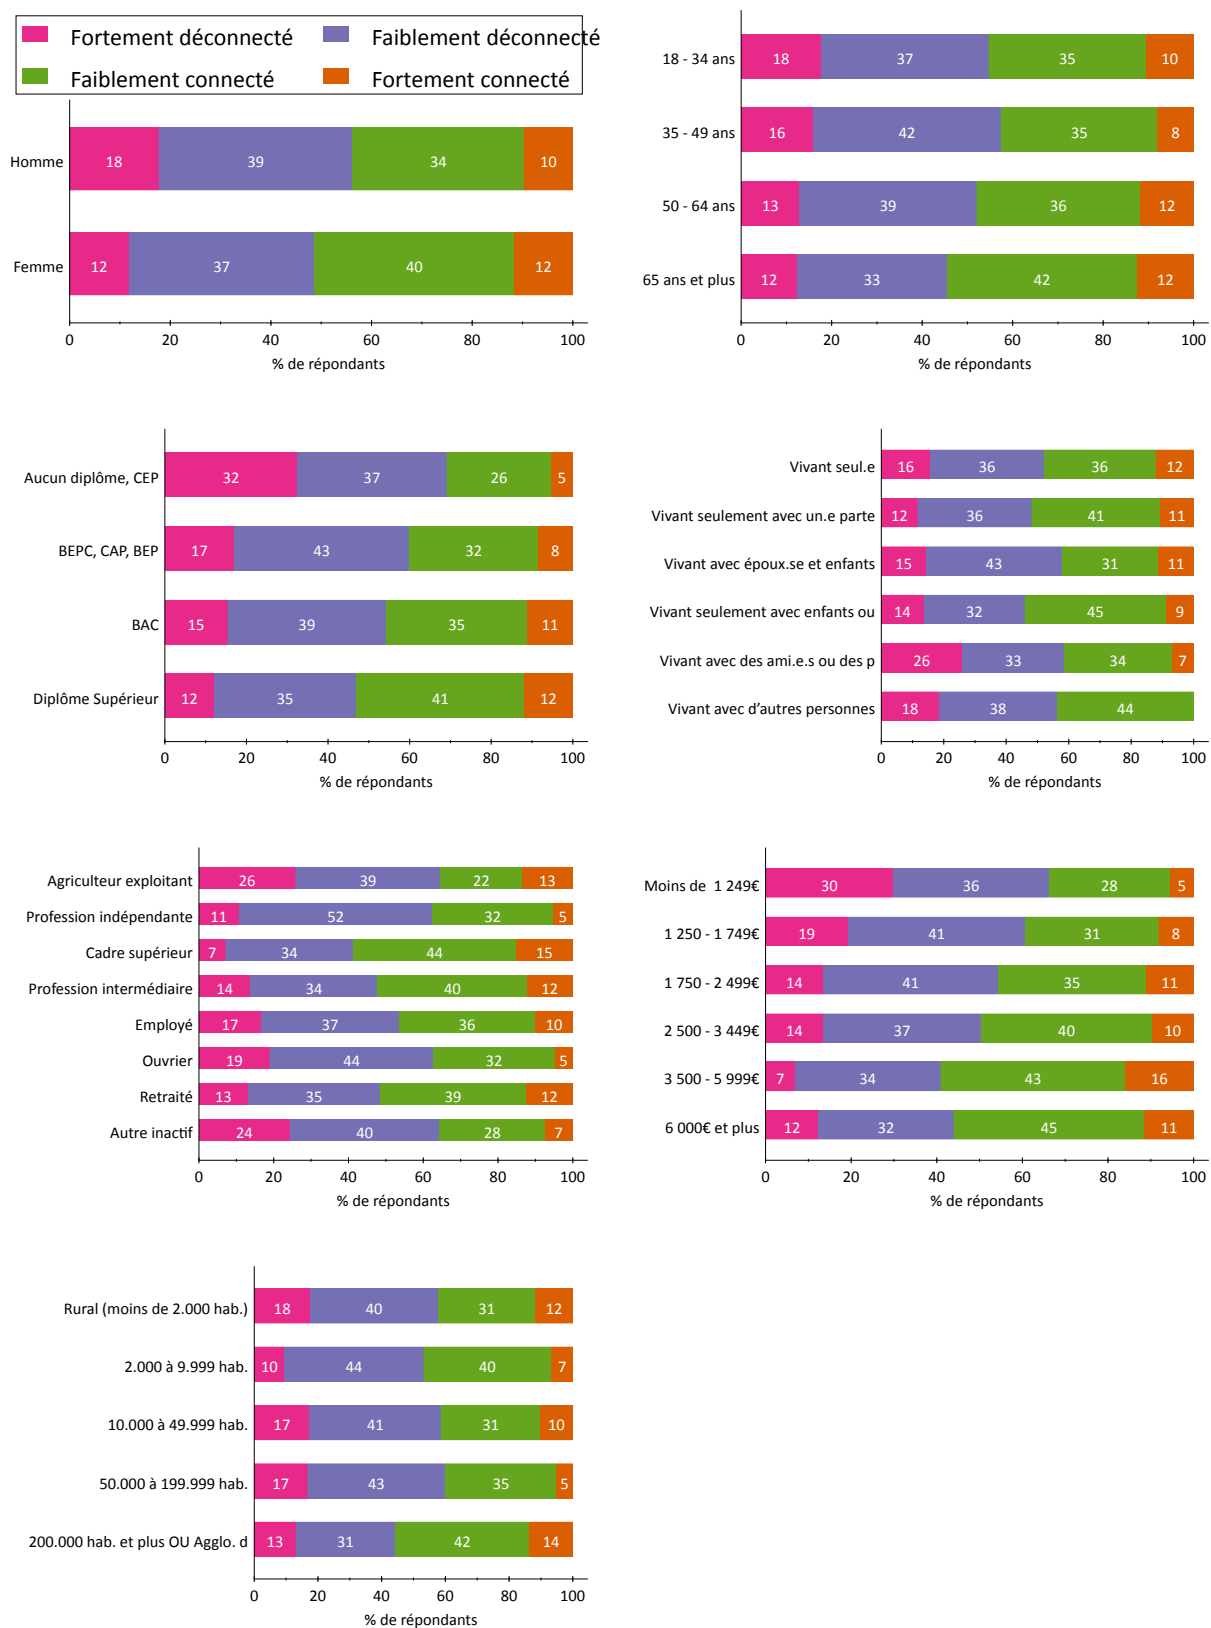 Fortement déconnecté Faiblement déconnecté
Faiblement connecté Fortement connecté
Homme 18 39 34 10
Femme 12 37 40 12
0 20 40 60 80 100
% de répondants
18 - 34 ans 18 37 35 10
35 - 49 ans 16 42 35 8
50 - 64 ans 13 39 36 12
65 ans et plus 12 33 42 12
0 20 40 60 80 100
% de répondants
Aucun diplôme, CEP 32 37 26 5
BEPC, CAP, BEP 17 43 32 8
BAC 15 39 35 11
Diplôme Supérieur 12 35 41 12
0 20 40 60 80 100
% de répondants
Vivant seul.e 16 36 36 12
Vivant seulement avec un.e parte 12 36 41 11
Vivant avec époux.se et enfants 15 43 31 11
Vivant seulement avec enfants ou 14 32 45 9
Vivant avec des ami.e.s ou des p 26 33 34 7
Vivant avec d'autres personnes 18 38 44
0 20 40 60 80 100
% de répondants
Agriculteur exploitant 26 39 22 13
Profession indépendante 11 52 32 5
Cadre supérieur 7 34 44 15
Profession intermédiaire 14 34 40 12
Employé 17 37 36 10
Ouvrier 19 44 32 5
Retraité 13 35 39 12
Autre inactif 24 40 28 7
0 20 40 60 80 100
% de répondants
Moins de 1 249€ 30 36 28 5
1 250 - 1 749€ 19 41 31 8
1 750 - 2 499€ 14 41 35 11
2 500 - 3 449€ 14 37 40 10
3 500 - 5 999€ 7 34 43 16
6 000€ et plus 12 32 45 11
0 20 40 60 80 100
% de répondants
Rural (moins de 2.000 hab.) 18 40 31 12
2.000 à 9.999 hab. 10 44 40 7
10.000 à 49.999 hab. 17 41 31 10
50.000 à 199.999 hab. 17 43 35 5
200.000 hab. et plus OU Agglo. d 13 31 42 14
0 20 40 60 80 100
% de répondants